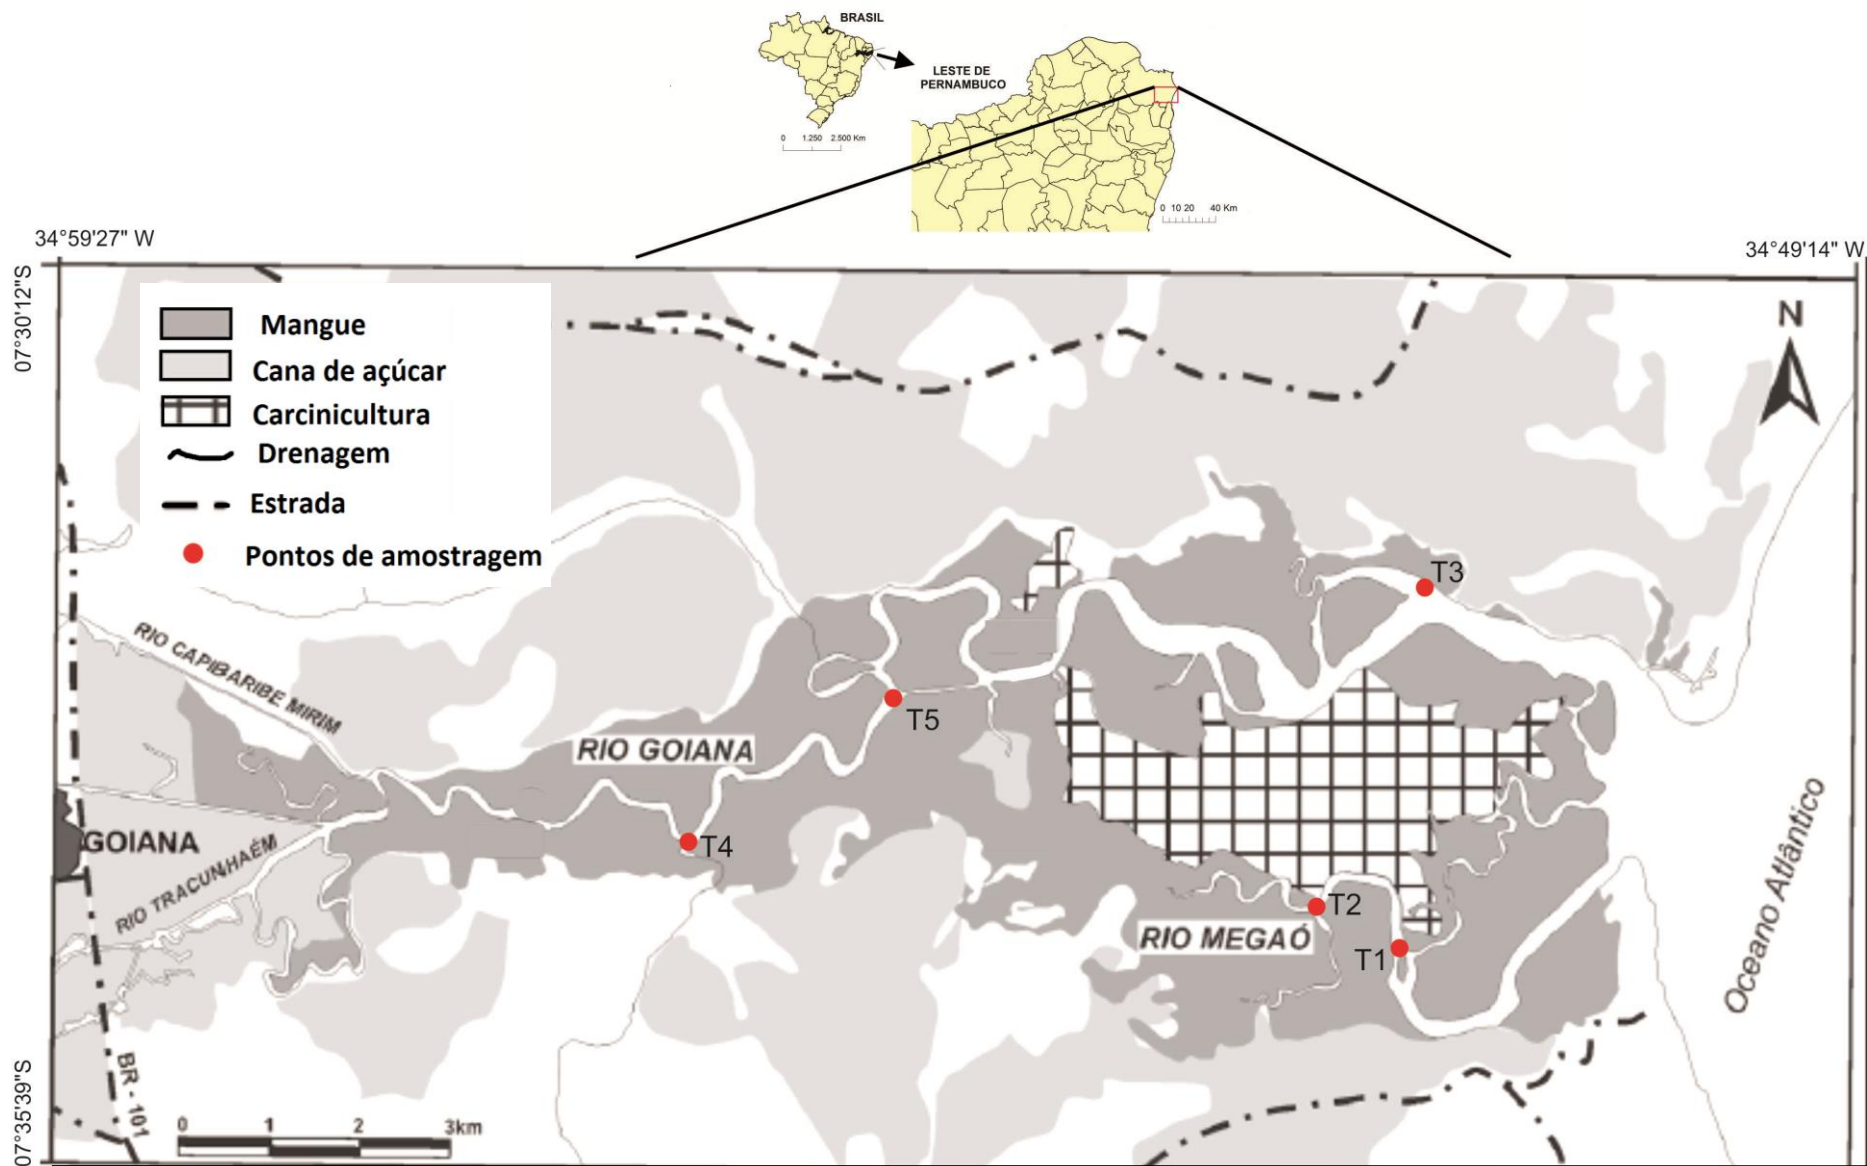 BRASIL
LESTE DE
PERNAMBUCO
0 1.250 2.500 Km
0 10 20 40 Km
34°59'27" W
34°49'14" W
07°30'12"S
N
Mangue
Cana de açúcar
Carcinicultura
Drenagem
Estrada
Pontos de amostragem
T3
RIO CAPIBARIBE MIRIM
T5
RIO GOIANA
T4
GOIANA
RIO TRACUNHAÉM
T2
RIO MEGAÓ
T1
Oceano Atlântico
BR - 101
07°35'39"S
0 1 2 3km